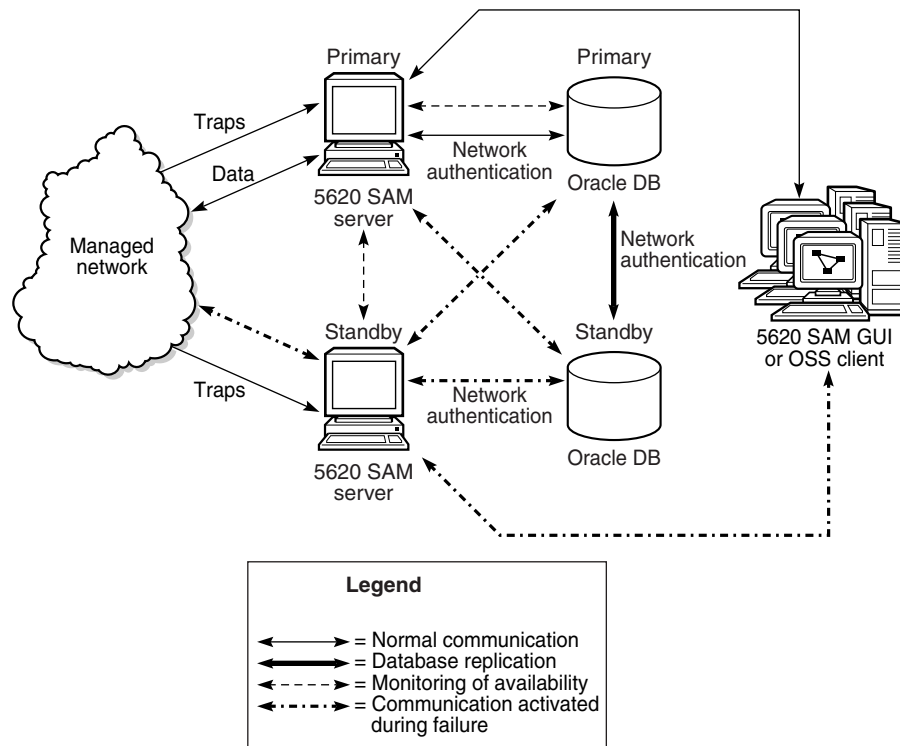 Primary
Primary
Traps
Data
Network
authentication
Oracle DB
5620 SAM
server
Managed
network
Network
authentication
Standby
Standby
5620 SAM GUI
or OSS client
Traps
Network
authentication
Oracle DB
5620 SAM
server
Legend
= Normal communication
= Database replication
= Monitoring of availability
= Communication activated
during failure